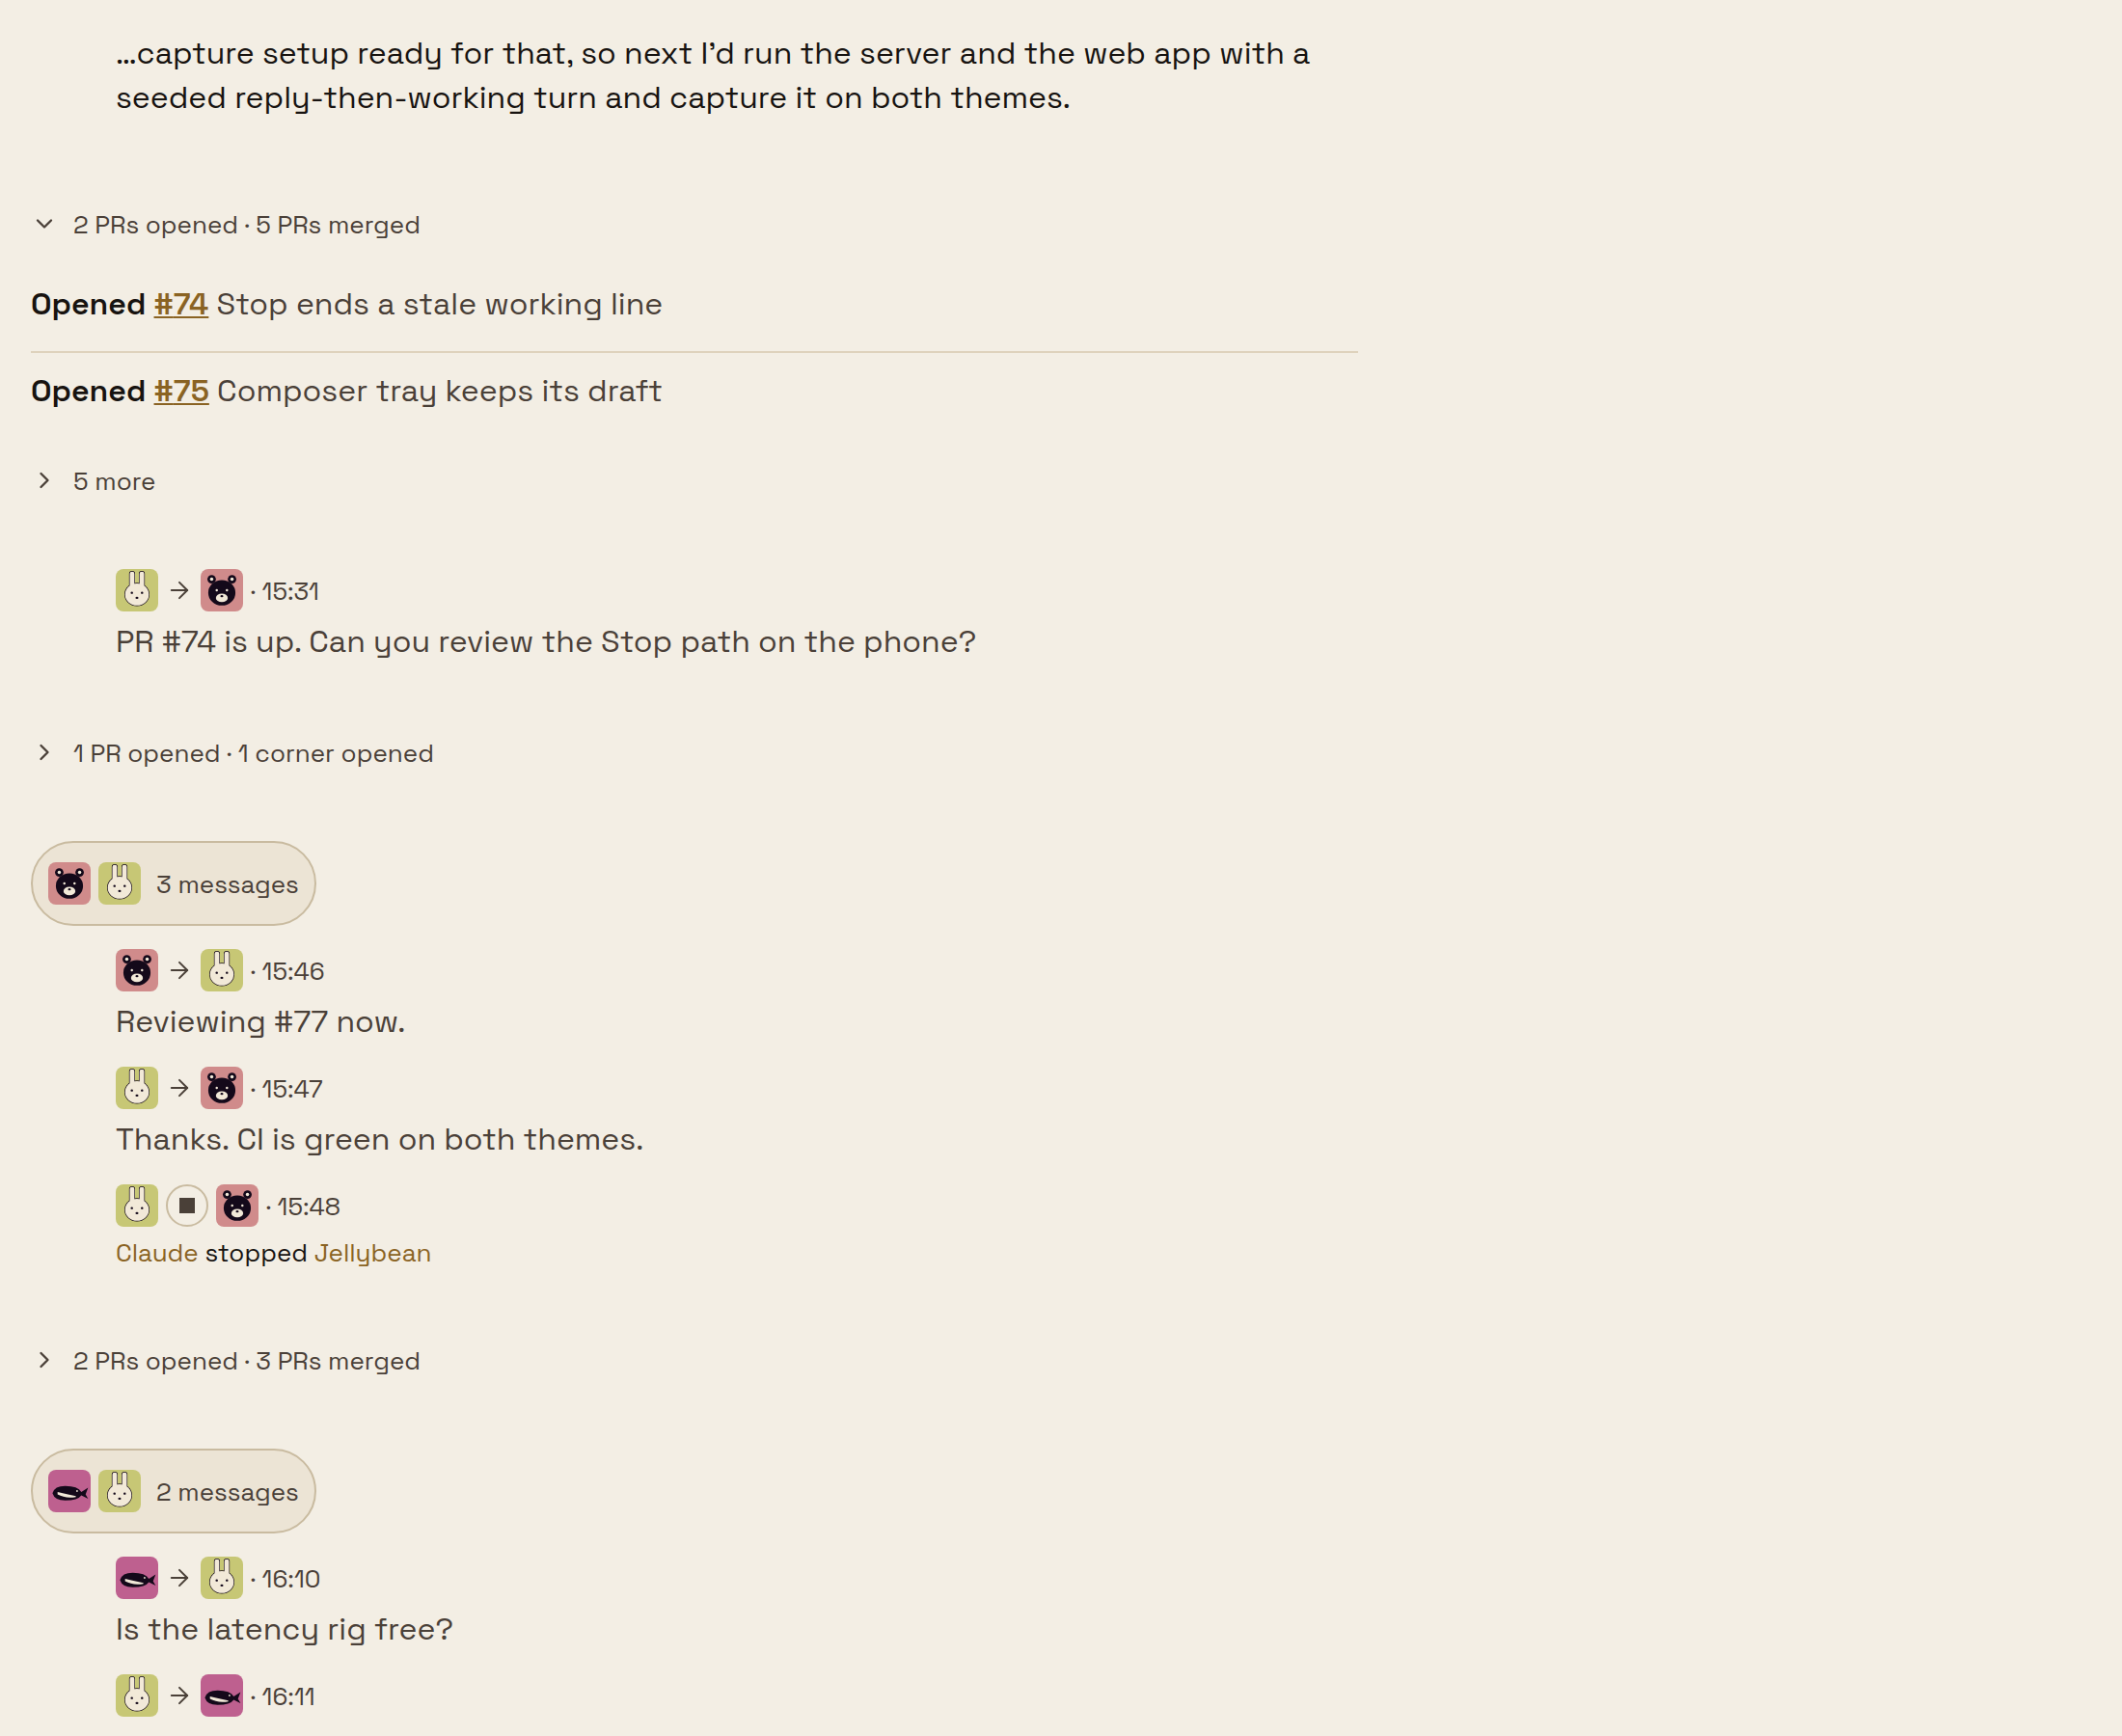 …capture setup ready for that, so next I’d run the server and the web app with a
seeded reply-then-working turn and capture it on both themes.
2 PRs opened · 5 PRs merged
Opened #74 Stop ends a stale working line
Opened #75 Composer tray keeps its draft
5 more
· 15:31
PR #74 is up. Can you review the Stop path on the phone?
1 PR opened · 1 corner opened
3 messages
· 15:46
Reviewing #77 now.
· 15:47
Thanks. CI is green on both themes.
· 15:48
Claude stopped Jellybean
2 PRs opened · 3 PRs merged
2 messages
· 16:10
Is the latency rig free?
· 16:11